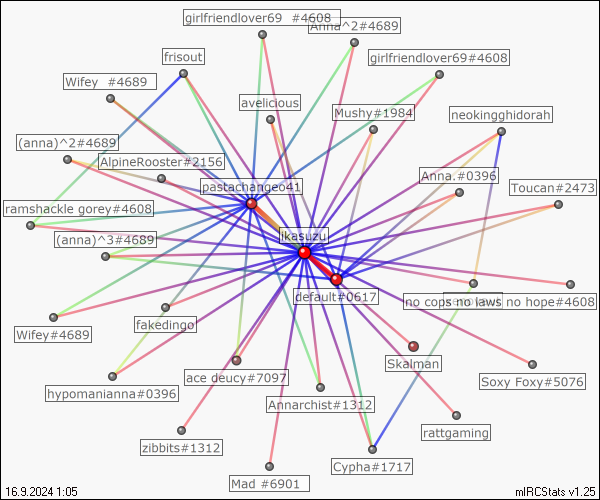 girlfriendlover69 #4608
Anna^2#4689
frisout
girlfriendlover69#4608
Wifey #4689
avelicious
Mushy#1984
neokingghidorah
(anna)^2#4689
AlpineRooster#2156
Anna.#0396
pastachange641
Toucan#2473
ramshackle gorey#4608
ikasuzu
(anna)^3#4689
default#0617
no cops no laws no hope#4608
Wifey#4689
fakedingo!
Skalman
ace deucy#7097
Soxy Foxy#5076
hypomanianna#0396
Annarchist#1312
rattgaming
zibbits#1312
Cypha#1717
Mad #6901
16.9.2024 1:05
mIRCStats v1.25